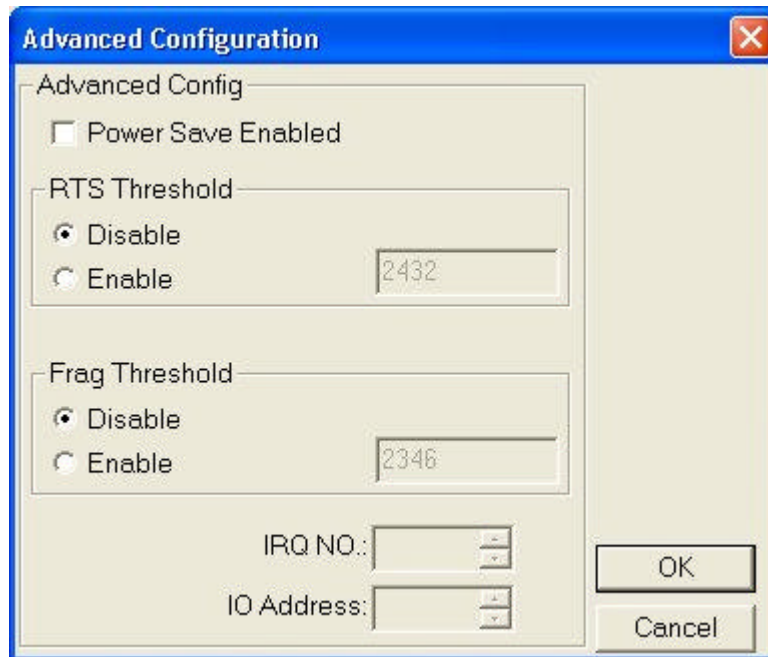 Advanced Configuration
Advanced Config
Power Save Enabled
RTS Threshold
Disable
Enable
2432
Frag Threshold
Disable
Enable
2346
IRQ NO.:
IO Address:
OK
Cancel